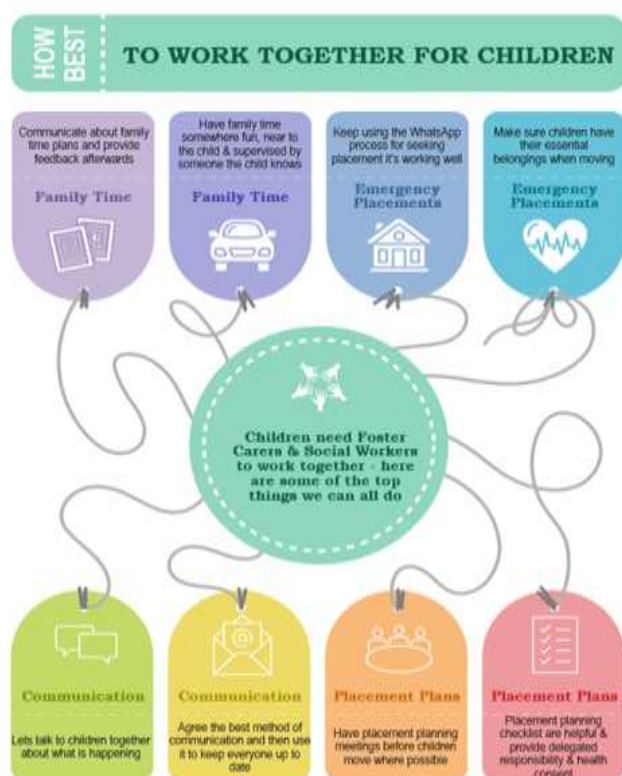 HOW
BEST
TO WORK TOGETHER FOR CHILDREN
Communicate about family
time plans and provide
feedback afterwards
Family Time
Have family time
somewhere fun, near to
the child & supervised by
someone the child knows
Family Time
Keep using the WhatsApp
process for seeking
placement it's working well
Emergency
Placements
Make sure children have
their essential
belongings when moving
Emergency
Placements
Children need Foster
Carers & Social Workers
to work together - here
are some of the top
things we can all do
Communication
Lets talk to children together
about what is happening
@
Communication
Agree the best method of
communication and then use
it to keep everyone up to
date
Placement Plans
Have placement planning
meetings before children
move where possible
Placement Plans
Placement planning
checklist are helpful &
provide delegated
responsibility & health
consent